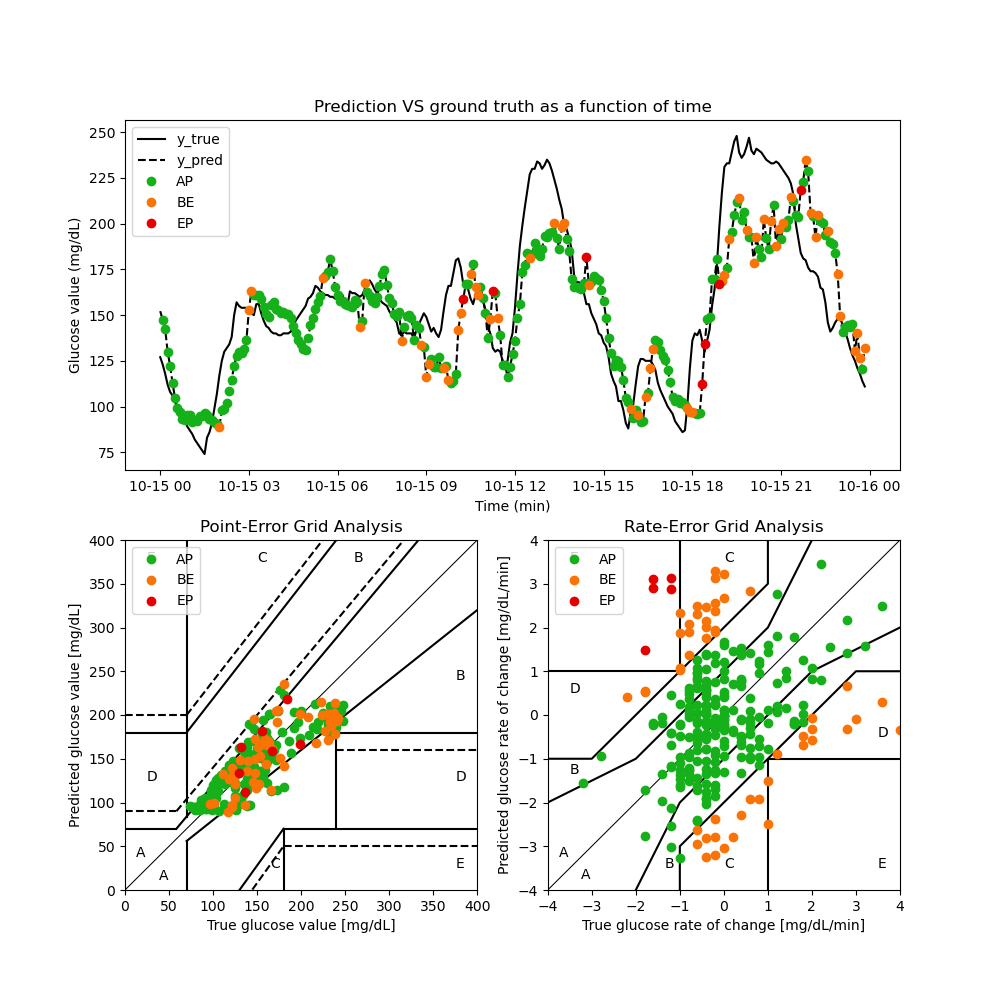 Prediction VS ground truth as a function of time
Glucose value (mg/dL)
250
225
200
175
150
125
100
75
y_true
y_pred
AP
BE
EP
10-15 00 10-15 03 10-15 06 10-15 09 10-15 12 10-15 15 10-15 18 10-15 21 10-16 00
Time (min)
Point-Error Grid Analysis
Predicted glucose value [mg/dL]
400
350
300
250
200
150
100
50
0
AP
BE
EP
C
B
B
D
D
A
A
C
E
0 50 100 150 200 250 300 350 400
True glucose value [mg/dL]
Rate-Error Grid Analysis
Predicted glucose rate of change [mg/dL/min]
4
3
2
1
0
−1
−2
−3
−4
AP
BE
EP
C
D
D
B
A
A
B
C
E
−4 −3 −2 −1 0 1 2 3 4
True glucose rate of change [mg/dL/min]